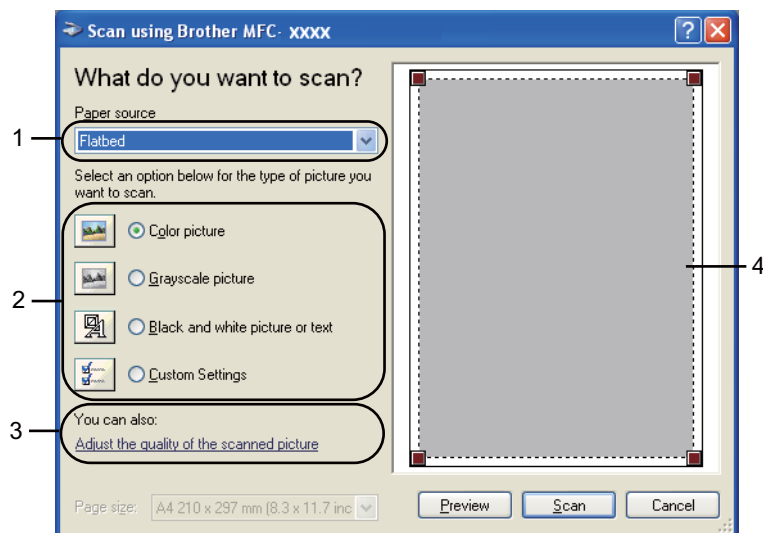 Scan using Brother MFC- XXXX
What do you want to scan?
Paper source
1
Flatbed
Select an option below for the type of picture you
want to scan.
Color picture
Grayscale picture
2
Black and white picture or text
Custom Settings
You can also:
3
Adjust the quality of the scanned picture
Page size:
A4 210 x 297 mm (8.3 x 11.7 inc
4
Preview
Scan
Cancel